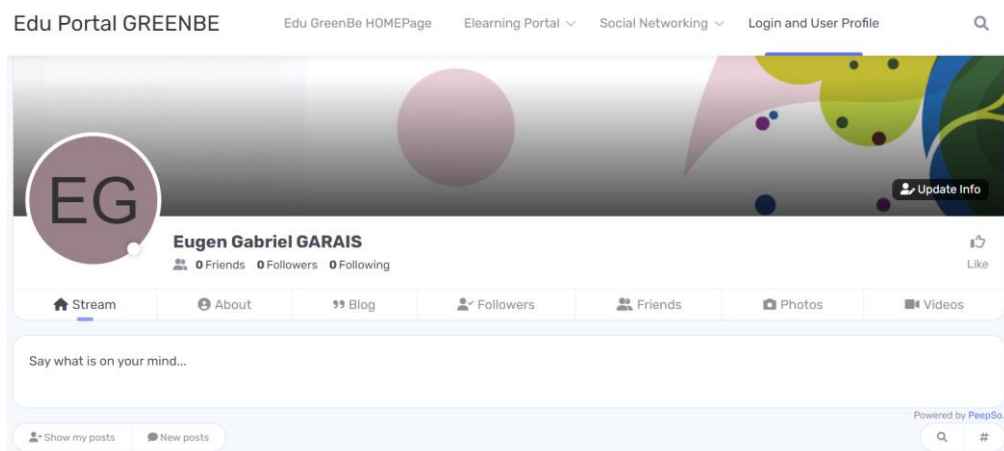 Edu Portal GREENBE
Edu GreenBe HOMEPage Elearning Portal Social Networking Login and User Profile
EG
Update Info
Eugen Gabriel GARAIS
0 Friends 0 Followers 0 Following
Like
Stream About Blog Followers Friends Photos Videos
Say what is on your mind...
Powered by PeepSo.
Show my posts New posts #